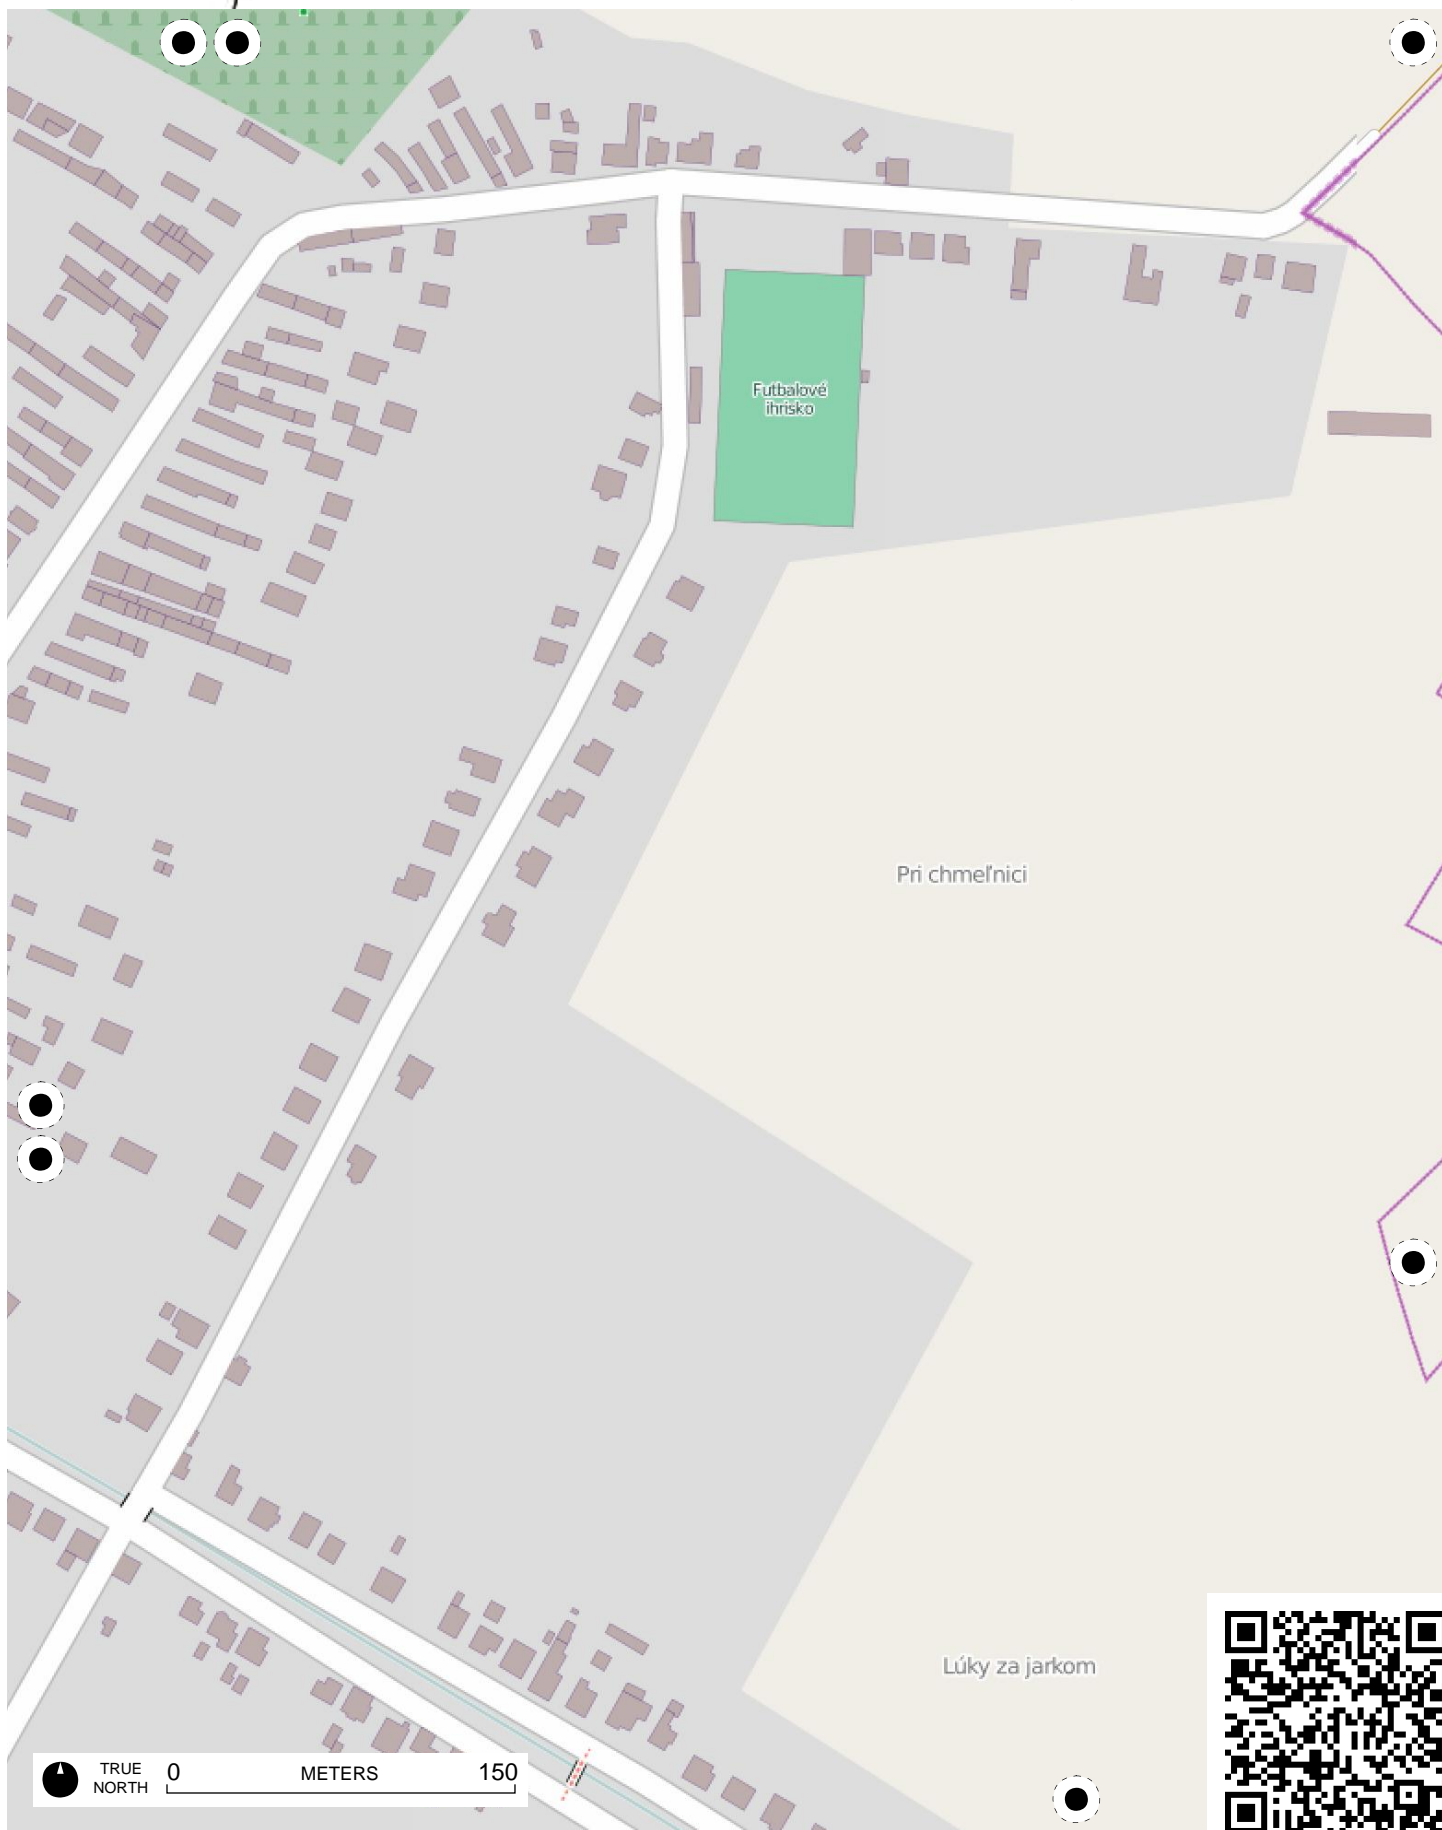 Futbalové
ihrisko
Pri chmeľnici
Lúky za jarkom
TRUE
NORTH
0 METERS 150